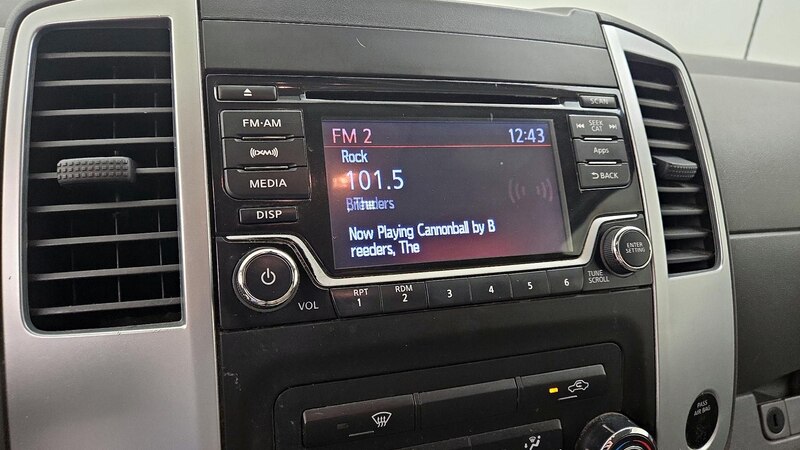 SCAN
FM·AM
SEEK
CAT
FM 2
12:43
((XM))
Rock
Apps
101.5
MEDIA
BACK
DISP
Now Playing Cannonball by B
reeders, The
ENTER
SETTING
VOL
RPT
1
RDM
2
3
4
5
6
TUNE
SCROLL
PASS
AIR BAG